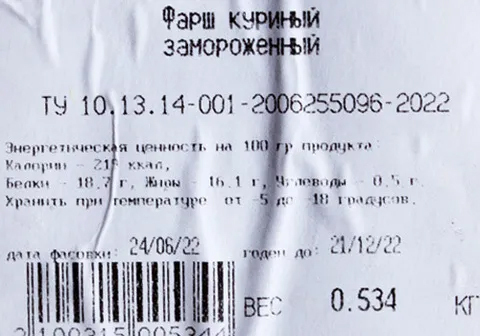 Фарш куриный
замороженный
ТУ 10.13.14-001-2006255096-2022
Энергетическая ценность на 100 гр продукта:
Калории - ккал,
Белки - 18,7 г, Жиры - 16,1 г, Углеводы - 0,5 г.
Хранить при температуре от -5 до -18 градусов.
дата фасовки: 24/06/22 годен до: 21/12/22
ВЕС 0.534 КГ
2100315005344